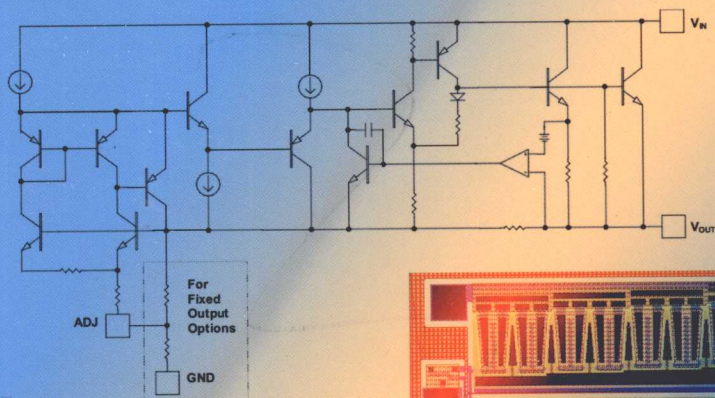 VIN
VOUT
For
Fixed
Output
Options
ADJ
GND